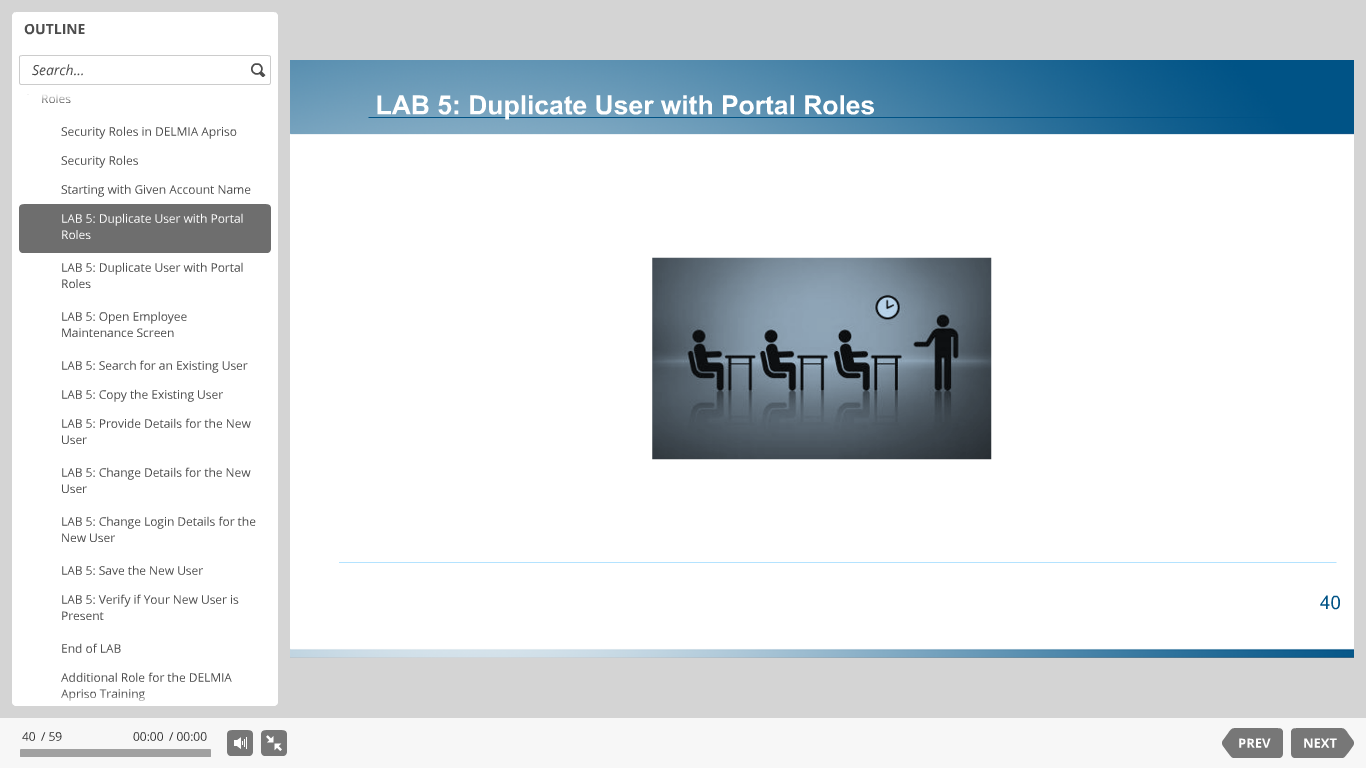 OUTLINE
Search...
Roles
Security Roles in DELMIA Apriso
Security Roles
Starting with Given Account Name
LAB 5: Duplicate User with Portal
Roles
LAB 5: Duplicate User with Portal
Roles
LAB 5: Open Employee
Maintenance Screen
LAB 5: Search for an Existing User
LAB 5: Copy the Existing User
LAB 5: Provide Details for the New
User
LAB 5: Change Details for the New
User
LAB 5: Change Login Details for the
New User
LAB 5: Save the New User
LAB 5: Verify if Your New User is
Present
End of LAB
Additional Role for the DELMIA
Apriso Training
LAB 5: Duplicate User with Portal Roles
40
40 / 59
00:00 / 00:00
PREV
NEXT